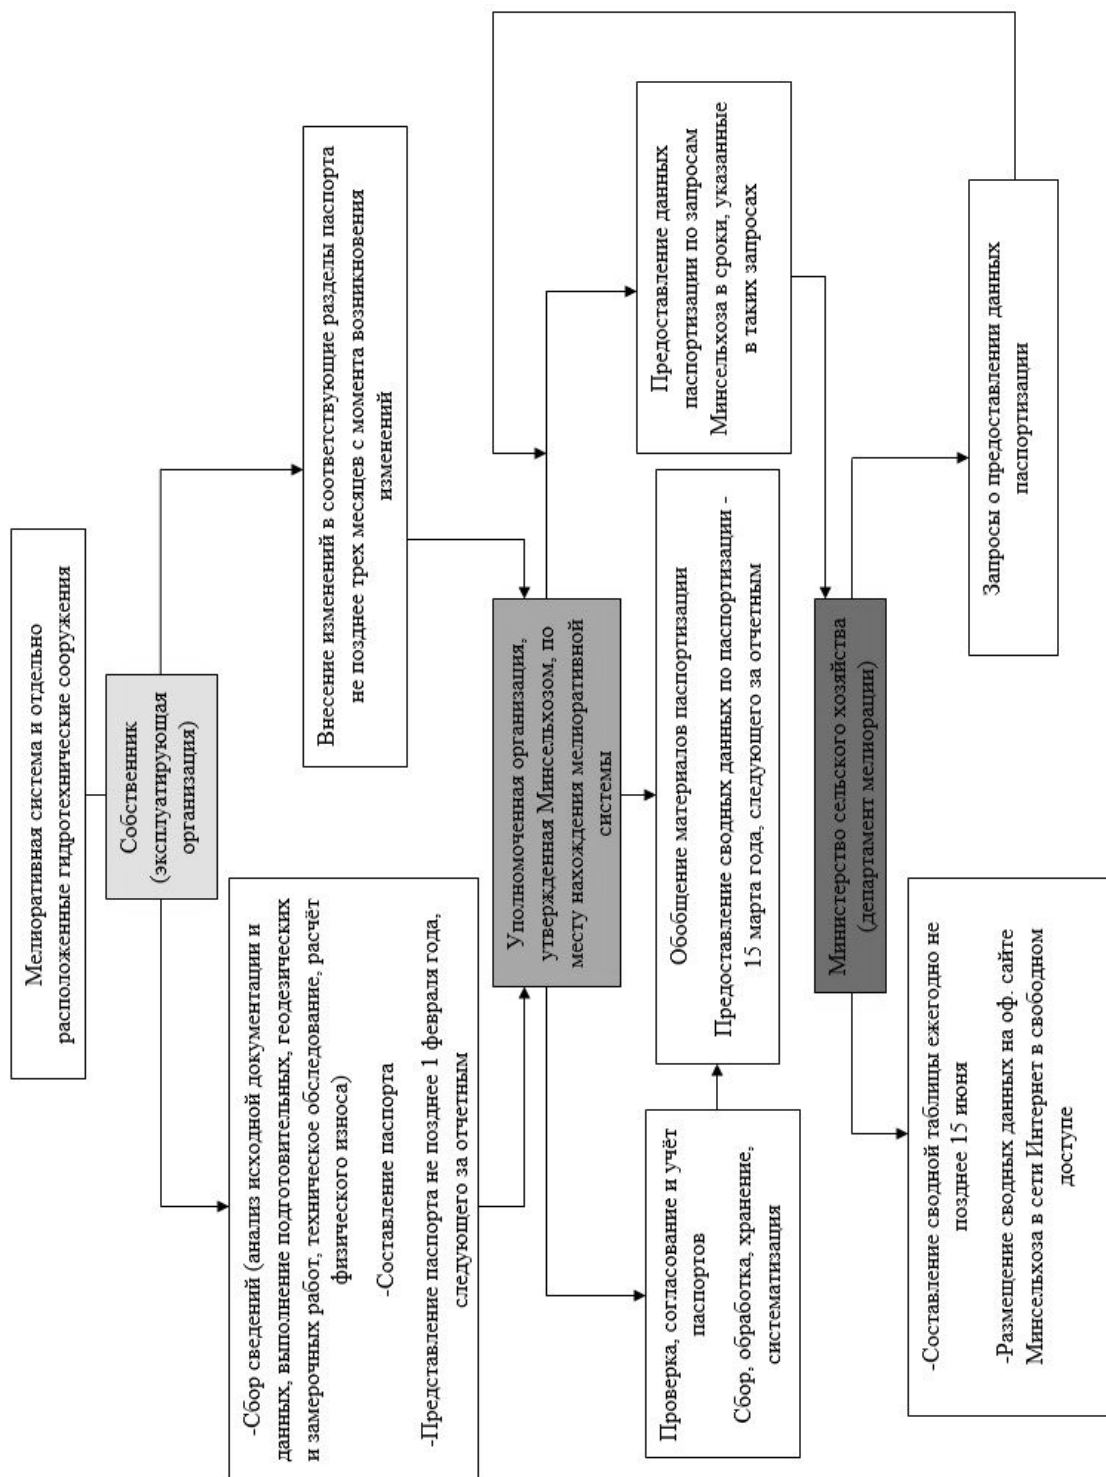 Мелиоративная система и отдельно
расположенные гидротехнические сооружения
Собственник
(эксплуатирующая
организация)
-Сбор сведений (анализ исходной документации и
данных, выполнение подготовительных, геодезических
и замерочных работ, техническое обследование, расчёт
физического износа)
-Составление паспорта
-Представление паспорта не позднее 1 февраля года,
следующего за отчетным
Внесение изменений в соответствующие разделы паспорта
не позднее трех месяцев с момента возникновения
изменений
Уполномоченная организация,
утвержденная Минсельхозом, по
месту нахождения мелиоративной
системы
Проверка, согласование и учёт
паспортов
Сбор, обработка, хранение,
систематизация
Обобщение материалов паспортизации
Предоставление сводных данных по паспортизации -
15 марта года, следующего за отчетным
Предоставление данных
паспортизации по запросам
Минсельхоза в сроки, указанные
в таких запросах
Министерство сельского хозяйства
(департамент мелиорации)
-Составление сводной таблицы ежегодно не
позднее 15 июня
-Размещение сводных данных на оф. сайте
Минсельхоза в сети Интернет в свободном
доступе
Запросы о предоставлении данных
паспортизации